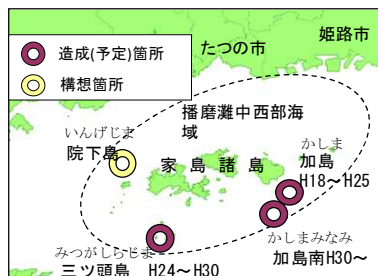 造成(予定)箇所
構想箇所
たつの市
姫路市
播磨灘中西部海
域
いんげじま
院下島
家島諸島
かしま
加島
H18～H25
かしまみなみ
加島南H30～
みつがしらじま
三ツ頭島 H24～H30